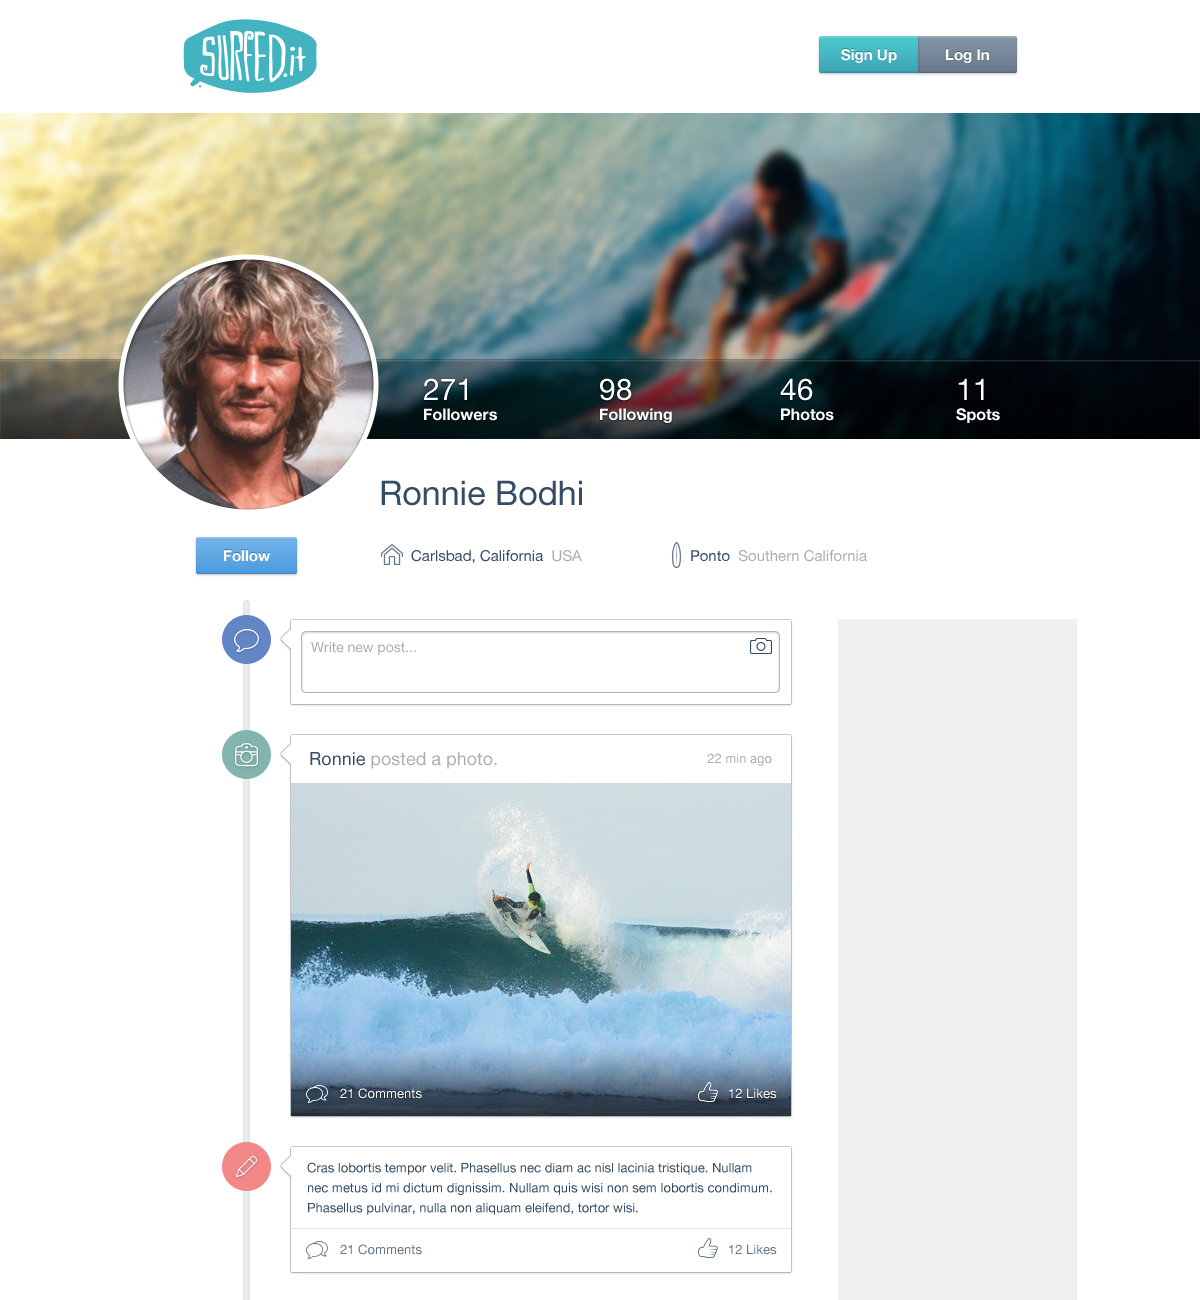 SURFED.it
Sign Up
Log In
271
Followers
98
Following
46
Photos
11
Spots
Ronnie Bodhi
Follow
Carlsbad, California USA
Ponto Southern California
Write new post...
Ronnie posted a photo.
22 min ago
21 Comments
12 Likes
Cras lobortis tempor velit. Phasellus nec diam ac nisl lacinia tristique. Nullam
nec metus id mi dictum dignissim. Nullam quis wisi non sem lobortis condimum.
Phasellus pulvinar, nulla non aliquam eleifend, tortor wisi.
21 Comments
12 Likes